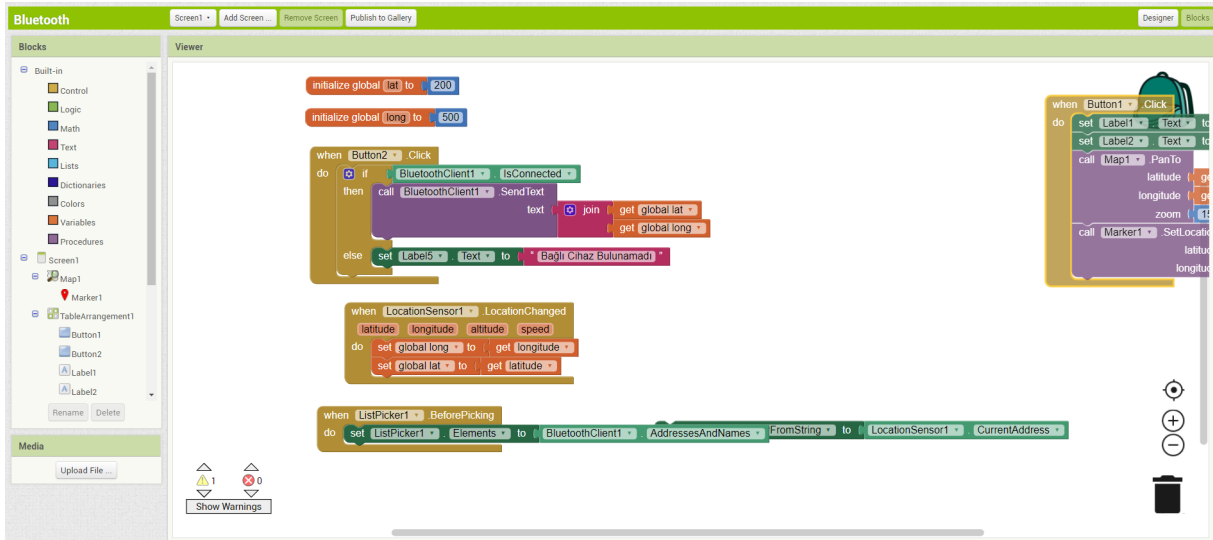 Bluetooth
Screen1
Add Screen ...
Remove Screen
Publish to Gallery
Designer
Blocks
Blocks
Viewer
Built-in
Control
Logic
Math
Text
Lists
Dictionaries
Colors
Variables
Procedures
Screen1
Map1
Marker1
TableArrangement1
Button1
Button2
Label1
Label2
Rename
Delete
Media
Upload File ...
initialize global lat to 200
initialize global long to 500
when Button2 .Click
do if BluetoothClient1 . IsConnected
then call BluetoothClient1 .SendText
text join get global lat
get global long
else set Label5 . Text to " Bağlı Cihaz Bulunamadı "
when LocationSensor1 .LocationChanged
latitude longitude altitude speed
do set global long to get longitude
set global lat to get latitude
when ListPicker1 .BeforePicking
do set ListPicker1 . Elements to BluetoothClient1 . AddressesAndNames
FromString to LocationSensor1 . CurrentAddress
when Button1 .Click
do set Label1 . Text to
set Label2 . Text to
call Map1 .PanTo
latitude
longitude
zoom
call Marker1
1
0
Show Warnings